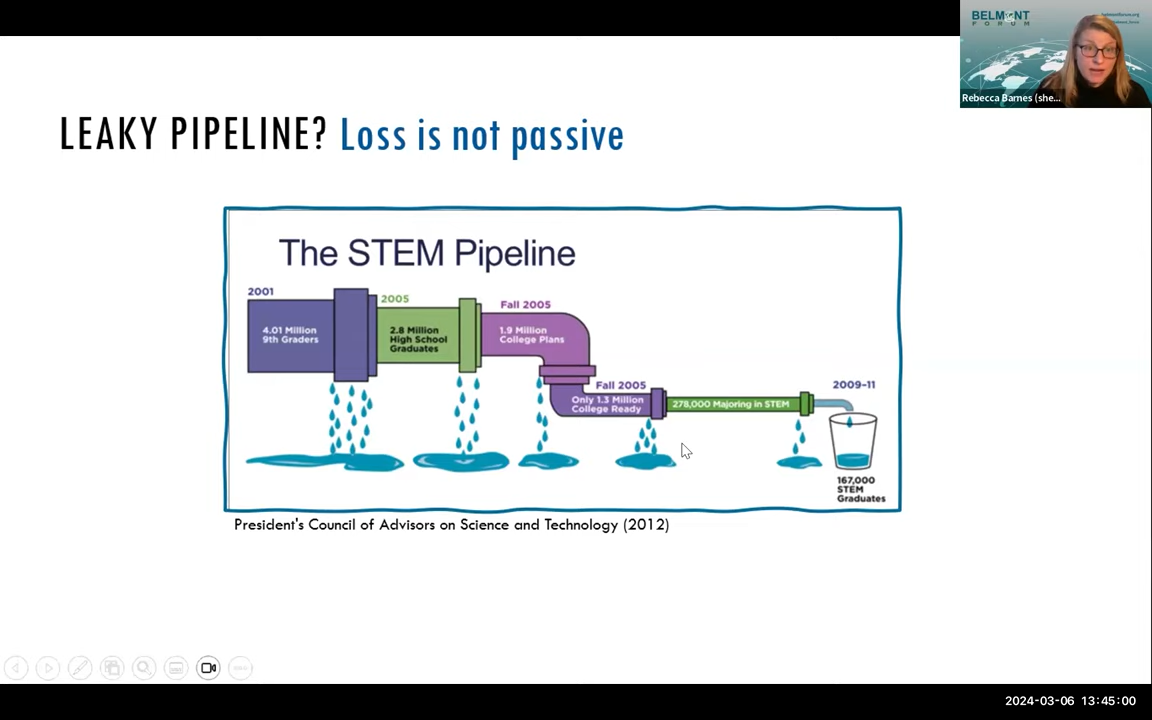 BELMONT
FORUM
Rebecca Barnes (she...
LEAKY PIPELINE? Loss is not passive
The STEM Pipeline
2001
4.01 Million
9th Graders
2005
2.8 Million
High School
Graduates
Fall 2005
1.9 Million
College Plans
Fall 2005
Only 1.3 Million
College Ready
278,000 Majoring in STEM
2009-11
167,000
STEM
Graduates
President's Council of Advisors on Science and Technology (2012)
2024-03-06 13:45:00